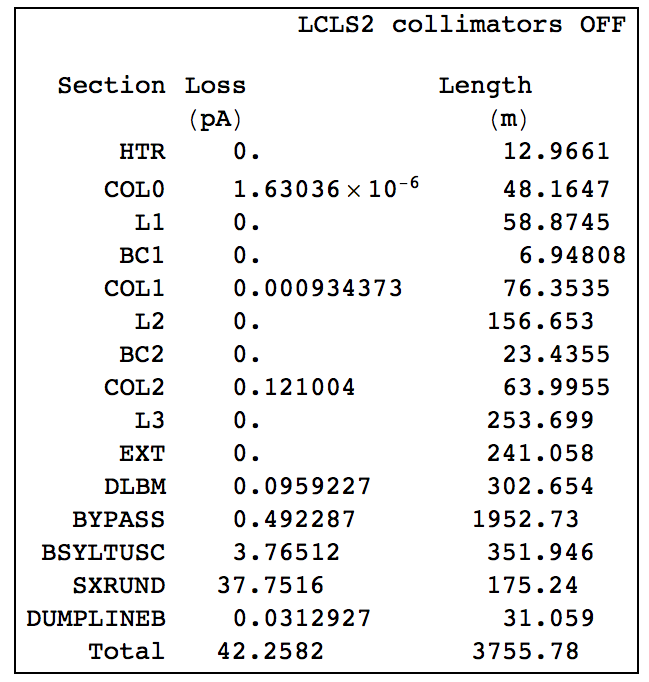 LCLS2 collimators OFF
Section Loss Length
(pA) (m)
HTR 0. 12.9661
COL0 1.63036 × 10⁻⁶ 48.1647
L1 0. 58.8745
BC1 0. 6.94808
COL1 0.000934373 76.3535
L2 0. 156.653
BC2 0. 23.4355
COL2 0.121004 63.9955
L3 0. 253.699
EXT 0. 241.058
DLBM 0.0959227 302.654
BYPASS 0.492287 1952.73
BSYLTUSC 3.76512 351.946
SXRUND 37.7516 175.24
DUMPLINEB 0.0312927 31.059
Total 42.2582 3755.78